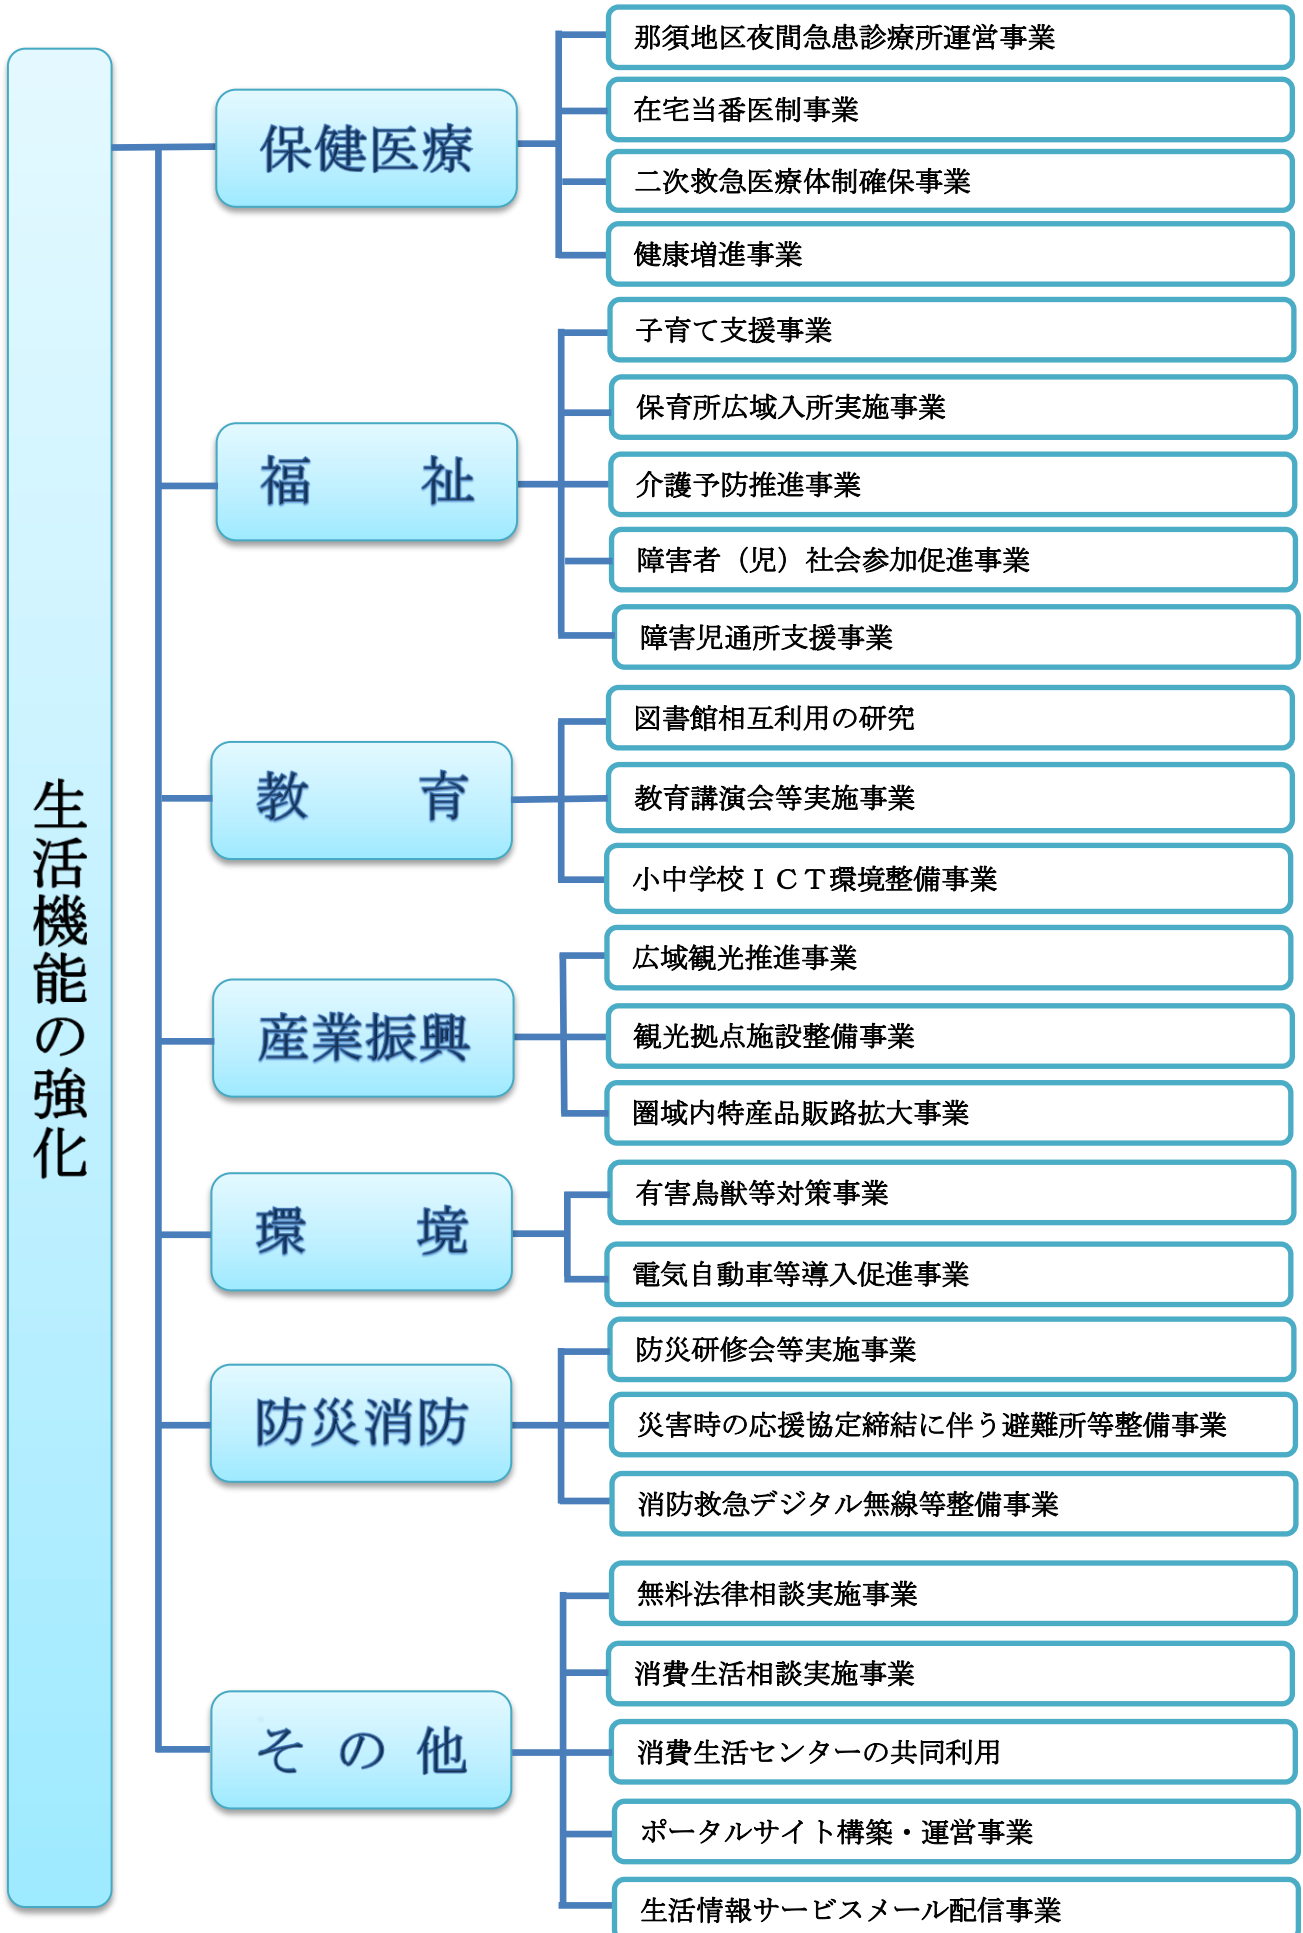 生活機能の強化
保健医療
那須地区夜間急患診療所運営事業
在宅当番医制事業
二次救急医療体制確保事業
健康増進事業
福　　祉
子育て支援事業
保育所広域入所実施事業
介護予防推進事業
障害者（児）社会参加促進事業
障害児通所支援事業
教　　育
図書館相互利用の研究
教育講演会等実施事業
小中学校ＩＣＴ環境整備事業
産業振興
広域観光推進事業
観光拠点施設整備事業
圏域内特産品販路拡大事業
環　　境
有害鳥獣等対策事業
電気自動車等導入促進事業
防災消防
防災研修会等実施事業
災害時の応援協定締結に伴う避難所等整備事業
消防救急デジタル無線等整備事業
そ の 他
無料法律相談実施事業
消費生活相談実施事業
消費生活センターの共同利用
ポータルサイト構築・運営事業
生活情報サービスメール配信事業